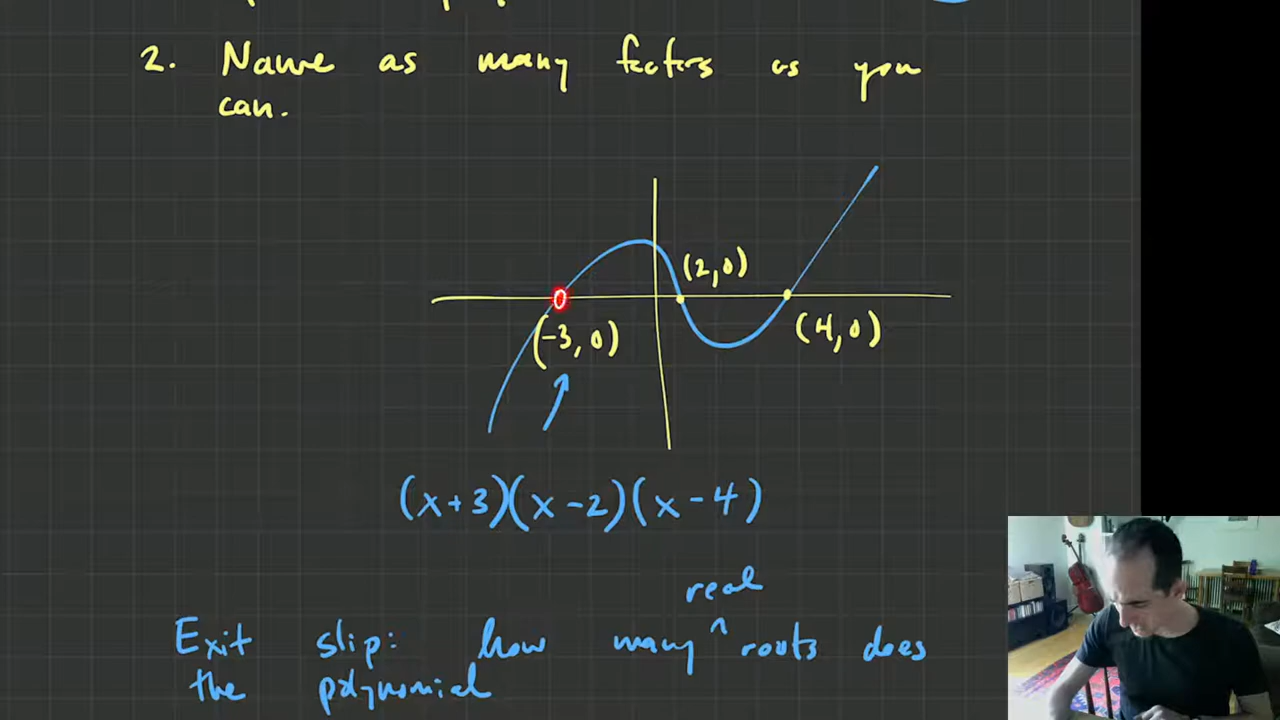 2. Name as many factors as you
can.
(2,0)
(-3,0)
(4,0)
(x+3)(x-2)(x-4)
real
Exit slip: how many ^ roots does
the polynomial